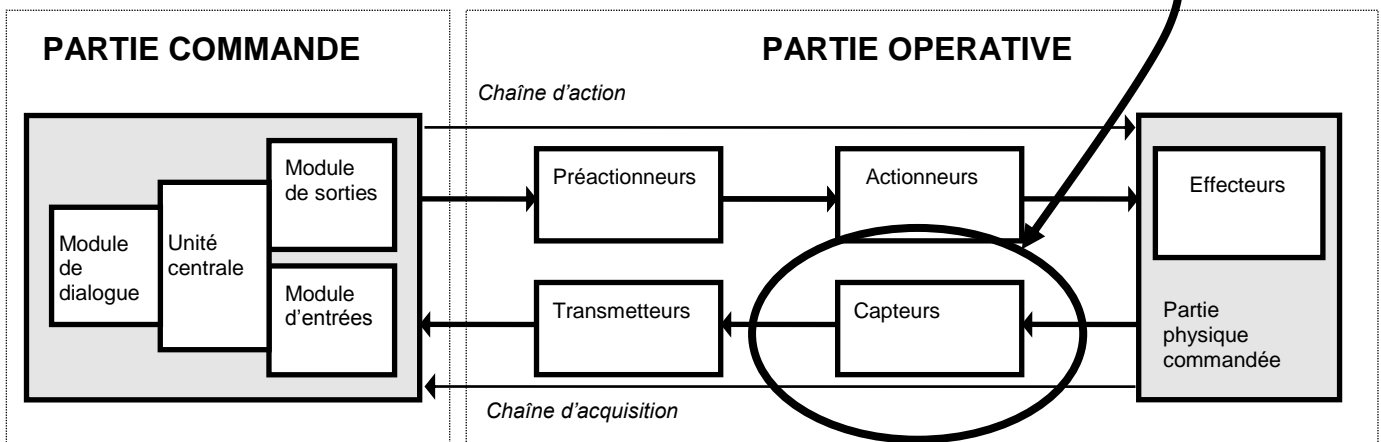 PARTIE COMMANDE
PARTIE OPERATIVE
Chaîne d'action
Module
de sorties
Préactionneurs
Actionneurs
Effecteurs
Module
de
dialogue
Unité
centrale
Module
d'entrées
Transmetteurs
Capteurs
Partie
physique
commandée
Chaîne d'acquisition